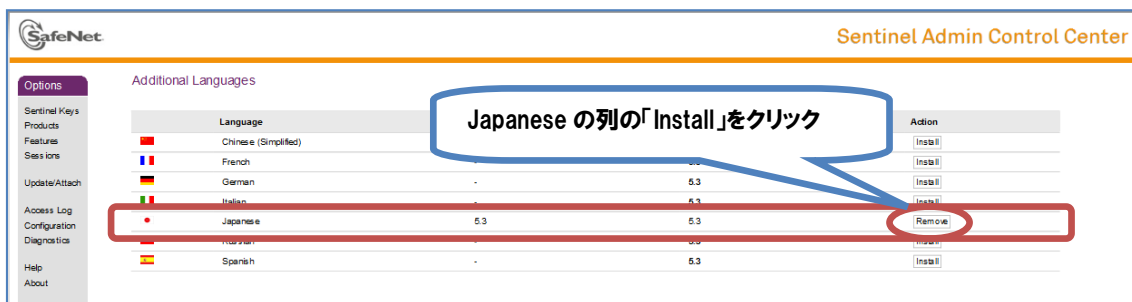 SafeNet.
Sentinel Admin Control Center
Options
Additional Languages
Sentinel Keys
Products
Features
Sessions
Update/Attach
Access Log
Configuration
Diagnostics
Help
About
Japanese の列の「Install」をクリック
Language Action
Chinese (Simplified) Install
French Install
German - 5.3 Install
Italian 5.3 Install
Japanese 5.3 5.3 Remove
Russian - 5.3 Install
Spanish - 5.3 Install